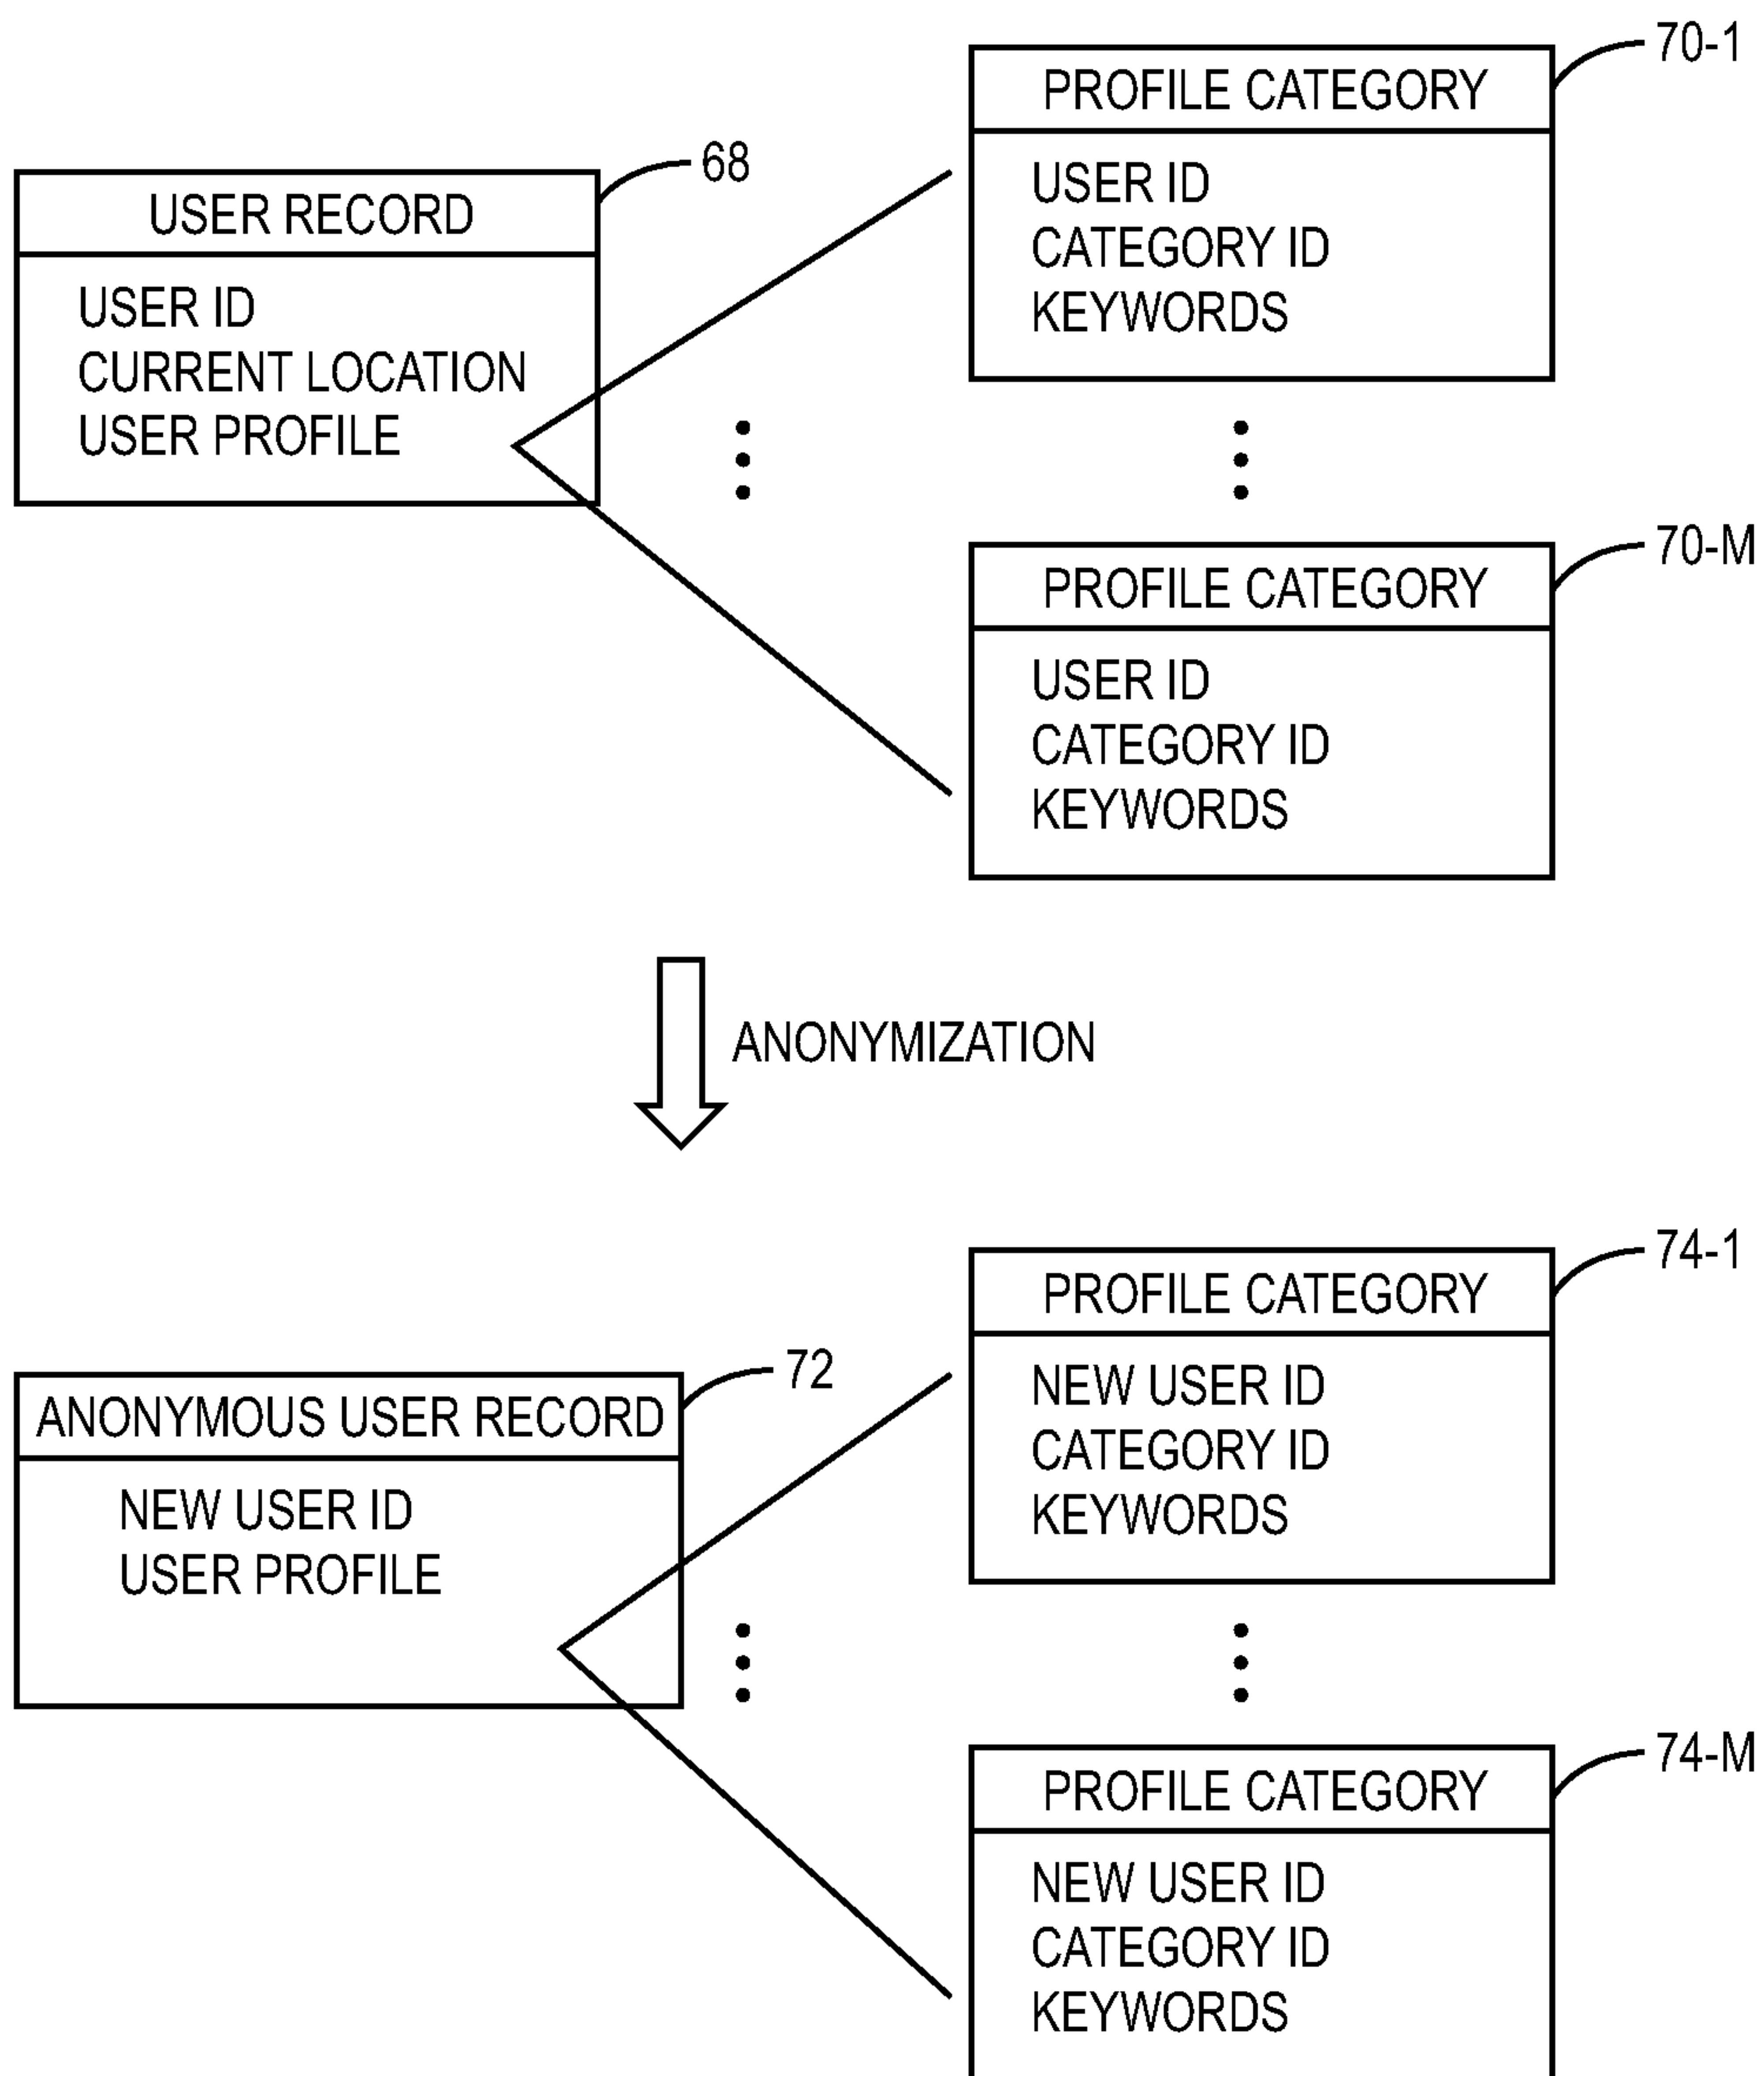 70-1
PROFILE CATEGORY
USER ID
CATEGORY ID
KEYWORDS
68
USER RECORD
USER ID
CURRENT LOCATION
USER PROFILE
70-M
PROFILE CATEGORY
USER ID
CATEGORY ID
KEYWORDS
ANONYMIZATION
74-1
PROFILE CATEGORY
NEW USER ID
CATEGORY ID
KEYWORDS
72
ANONYMOUS USER RECORD
NEW USER ID
USER PROFILE
74-M
PROFILE CATEGORY
NEW USER ID
CATEGORY ID
KEYWORDS